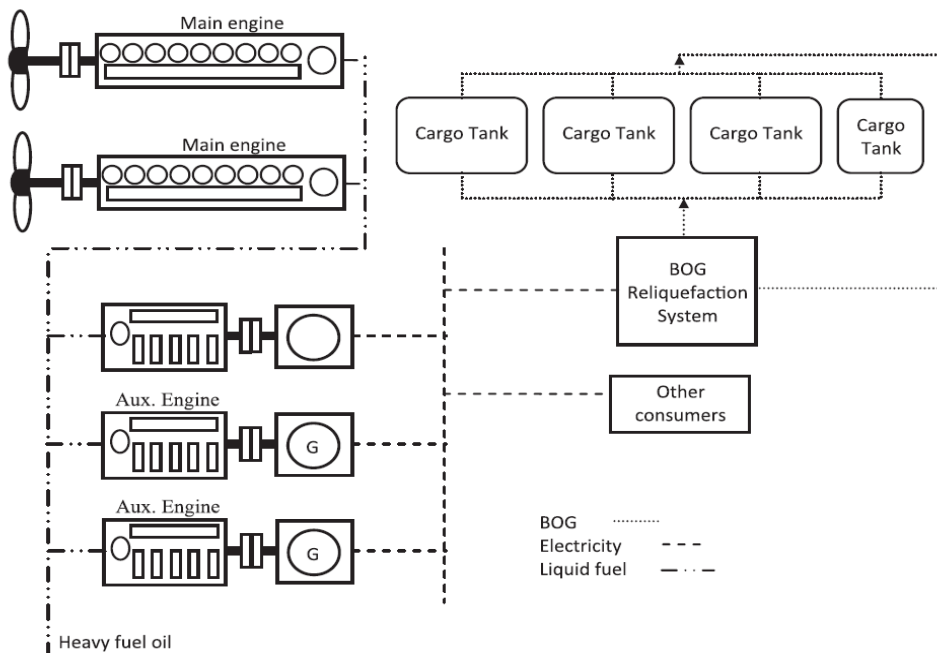 Main engine
Main engine
Cargo Tank
Cargo Tank
Cargo Tank
Cargo
Tank
BOG
Reliquefaction
System
Aux. Engine
G
Other
consumers
Aux. Engine
G
BOG
Electricity
Liquid fuel
Heavy fuel oil